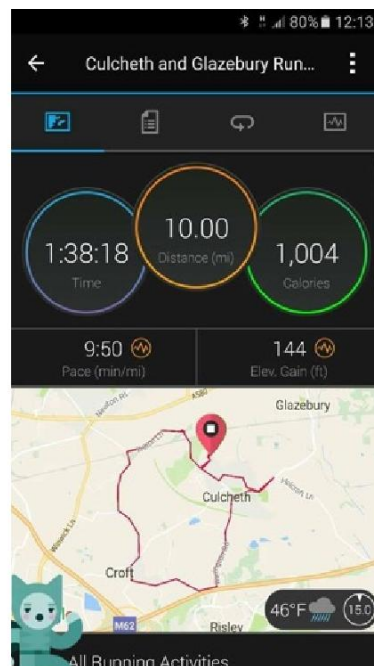 80% 12:13
Culcheth and Glazebury Run...
10.00
Distance (mi)
1:38:18
Time
1,004
Calories
9:50
Pace (min/mi)
144
Elev. Gain (ft)
A580
Glazebury
Culcheth
Croft
M62
Risley
46°F
15.0
All Running Activities